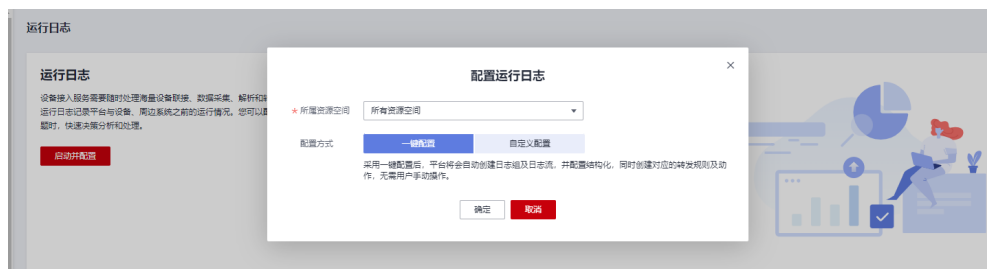 运行日志
运行日志
设备接入服务需要随时处理海量设备联接、数据采集、解析和
运行日志记录平台与设备、周边系统之前的运行情况。您可以
题时，快速决策分析和处理。
启动并配置
×
配置运行日志
* 所属资源空间 所有资源空间
配置方式 一键配置 自定义配置
采用一键配置后，平台将会自动创建日志组及日志流，并配置结构化，同时创建对应的转发规则及动
作，无需用户手动操作。
确定 取消